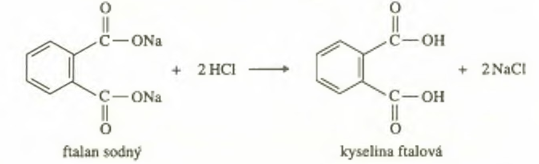 O O
C—ONa C—OH
+ 2 HCl → + 2 NaCl
C—ONa C—OH
O O
ftalan sodný kyselina ftalová